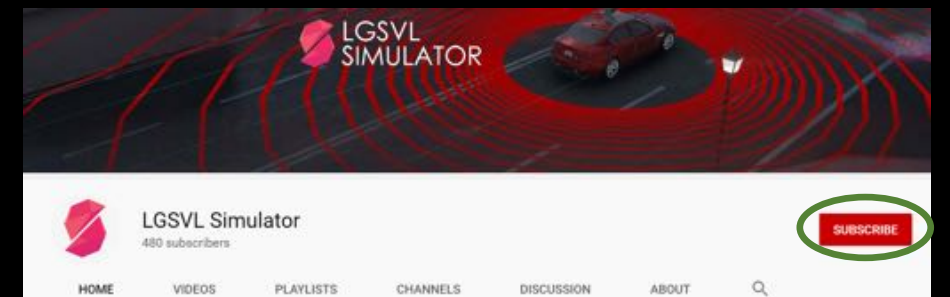 LGSVL
SIMULATOR
LGSVL Simulator
480 subscribers
SUBSCRIBE
HOME VIDEOS PLAYLISTS CHANNELS DISCUSSION ABOUT